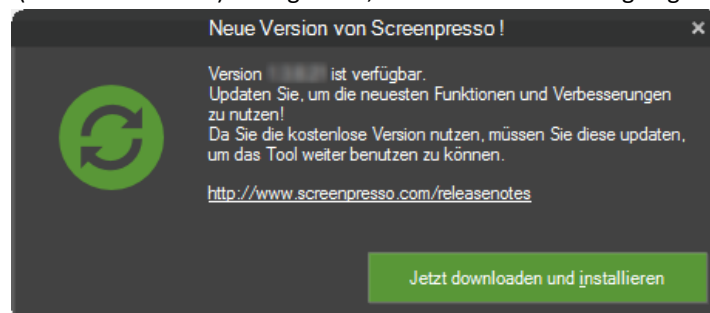 Neue Version von Screenpresso !
Version ist verfügbar.
Updaten Sie, um die neuesten Funktionen und Verbesserungen
zu nutzen!
Da Sie die kostenlose Version nutzen, müssen Sie diese updaten,
um das Tool weiter benutzen zu können.
http://www.screenpresso.com/releasenotes
Jetzt downloaden und installieren